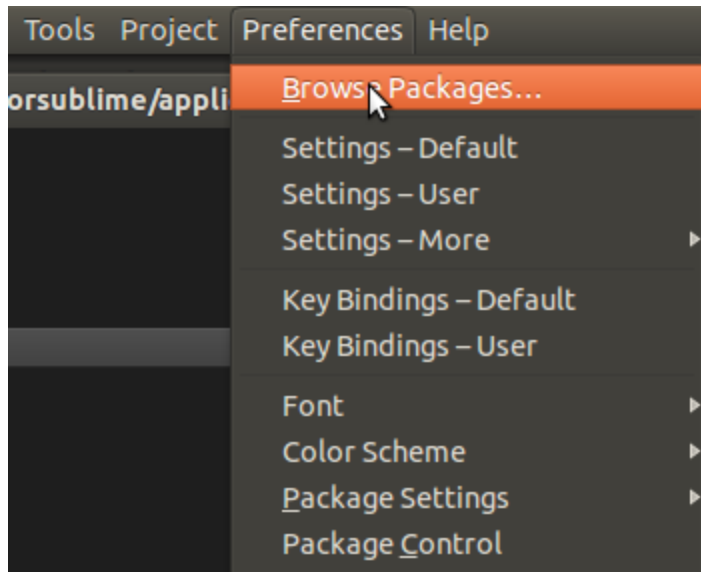 Tools Project Preferences Help
orsublime/appli
Browse Packages...
Settings – Default
Settings – User
Settings – More
Key Bindings – Default
Key Bindings – User
Font
Color Scheme
Package Settings
Package Control